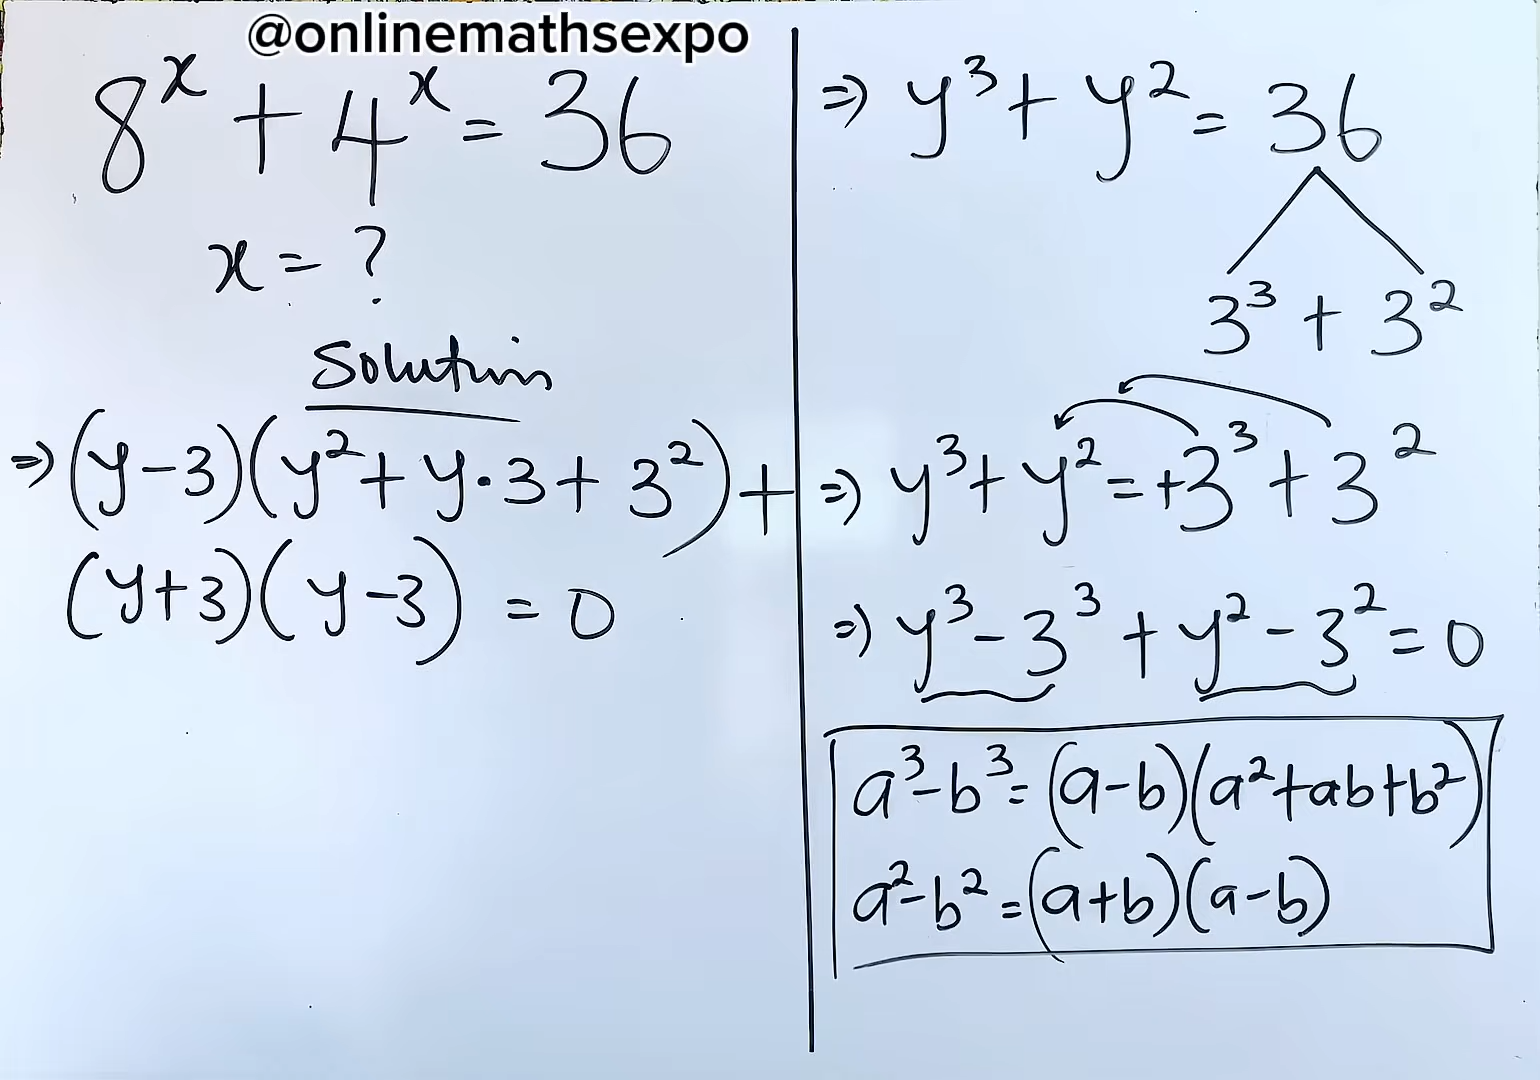 @onlinemathsexpo
8^x + 4^x = 36
x = ?
Solution
⇒ (y-3)(y² + y·3 + 3²) +
(y+3)(y-3) = 0
⇒ y³ + y² = 36
3³ + 3²
⇒ y³ + y² = +3³ + 3²
⇒ y³ - 3³ + y² - 3² = 0
a³-b³ = (a-b)(a²+ab+b²)
a²-b² = (a+b)(a-b)